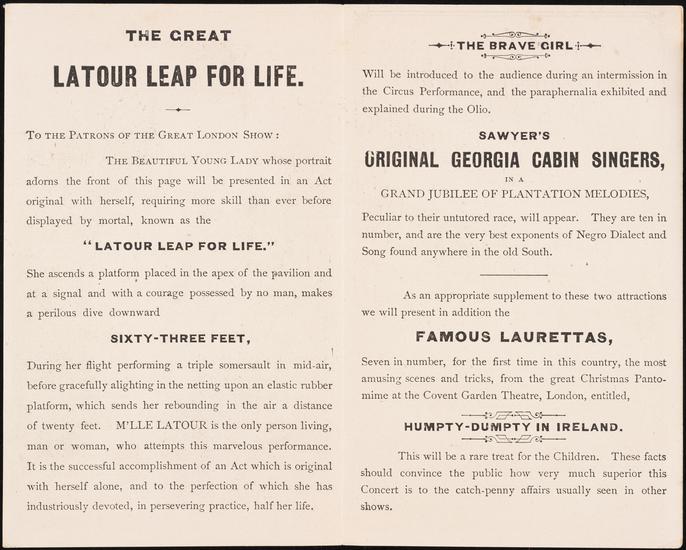 THE GREAT
LATOUR LEAP FOR LIFE.
TO THE PATRONS OF THE GREAT LONDON SHOW :
THE BEAUTIFUL YOUNG LADY whose portrait
adorns the front of this page will be presented in an Act
original with herself, requiring more skill than ever before
displayed by mortal, known as the
"LATOUR LEAP FOR LIFE."
She ascends a platform placed in the apex of the pavilion and
at a signal and with a courage possessed by no man, makes
a perilous dive downward
SIXTY-THREE FEET,
During her flight performing a triple somersault in mid-air,
before gracefully alighting in the netting upon an elastic rubber
platform, which sends her rebounding in the air a distance
of twenty feet. M'LLE LATOUR is the only person living,
man or woman, who attempts this marvelous performance.
It is the successful accomplishment of an Act which is original
with herself alone, and to the perfection of which she has
industriously devoted, in persevering practice, half her life.
THE BRAVE GIRL
Will be introduced to the audience during an intermission in
the Circus Performance, and the paraphernalia exhibited and
explained during the Olio.
SAWYER'S
ORIGINAL GEORGIA CABIN SINGERS,
IN A
GRAND JUBILEE OF PLANTATION MELODIES,
Peculiar to their untutored race, will appear. They are ten in
number, and are the very best exponents of Negro Dialect and
Song found anywhere in the old South.
As an appropriate supplement to these two attractions
we will present in addition the
FAMOUS LAURETTAS,
Seven in number, for the first time in this country, the most
amusing scenes and tricks, from the great Christmas Panto-
mime at the Covent Garden Theatre, London, entitled,
HUMPTY-DUMPTY IN IRELAND.
This will be a rare treat for the Children. These facts
should convince the public how very much superior this
Concert is to the catch-penny affairs usually seen in other
shows.